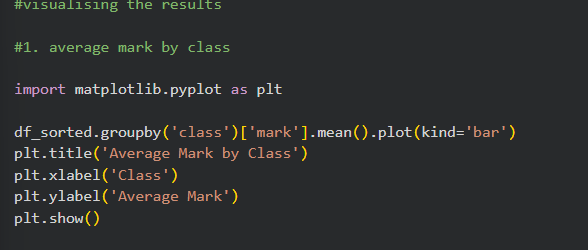 #visualising the results
#1. average mark by class
import matplotlib.pyplot as plt
df_sorted.groupby('class')['mark'].mean().plot(kind='bar')
plt.title('Average Mark by Class')
plt.xlabel('Class')
plt.ylabel('Average Mark')
plt.show()